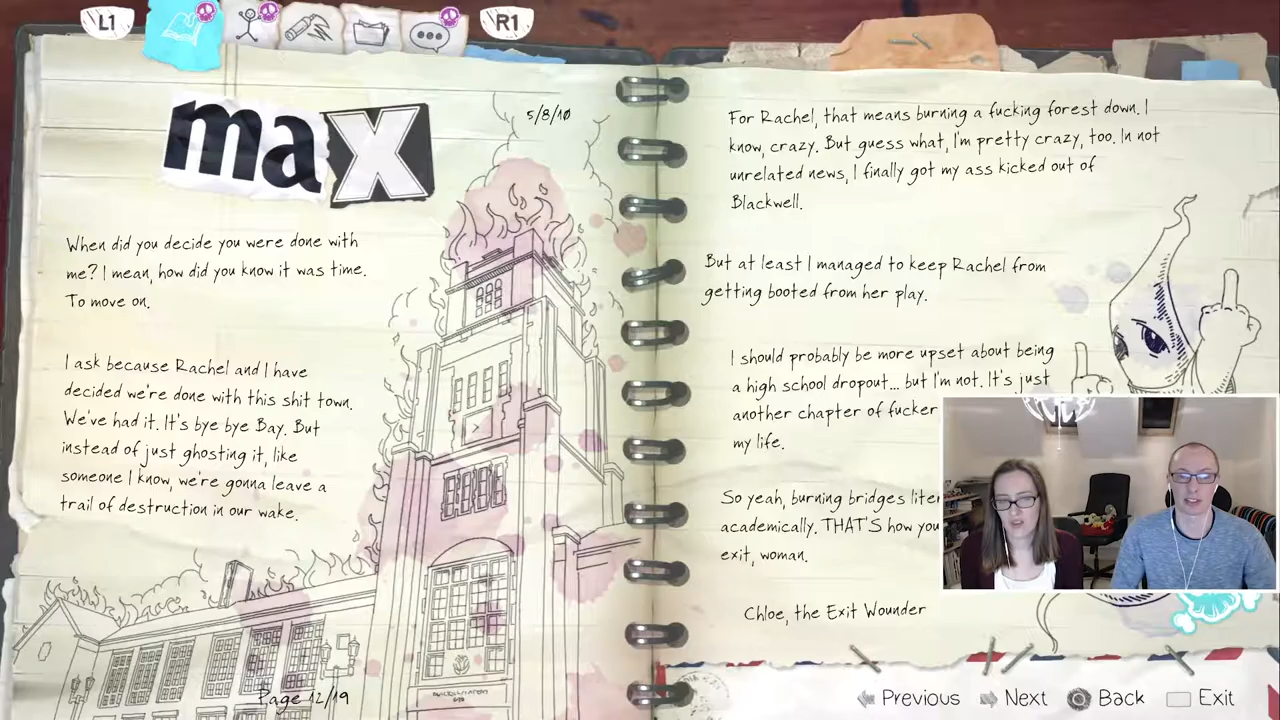 L1
R1
max
5/8/10
When did you decide you were done with
me? I mean, how did you know it was time.
To move on.
I ask because Rachel and I have
decided we're done with this shit town.
We've had it. It's bye bye Bay. But
instead of just ghosting it, like
someone I know, we're gonna leave a
trail of destruction in our wake.
Page 12/19
For Rachel, that means burning a fucking forest down. I
know, crazy. But guess what, I'm pretty crazy, too. In not
unrelated news, I finally got my ass kicked out of
Blackwell.
But at least I managed to keep Rachel from
getting booted from her play.
I should probably be more upset about being
a high school dropout... but I'm not. It's just
another chapter of fucker
my life.
So yeah, burning bridges liter
academically. THAT'S how you
exit, woman.
Chloe, the Exit Wounder
Previous Next Back Exit